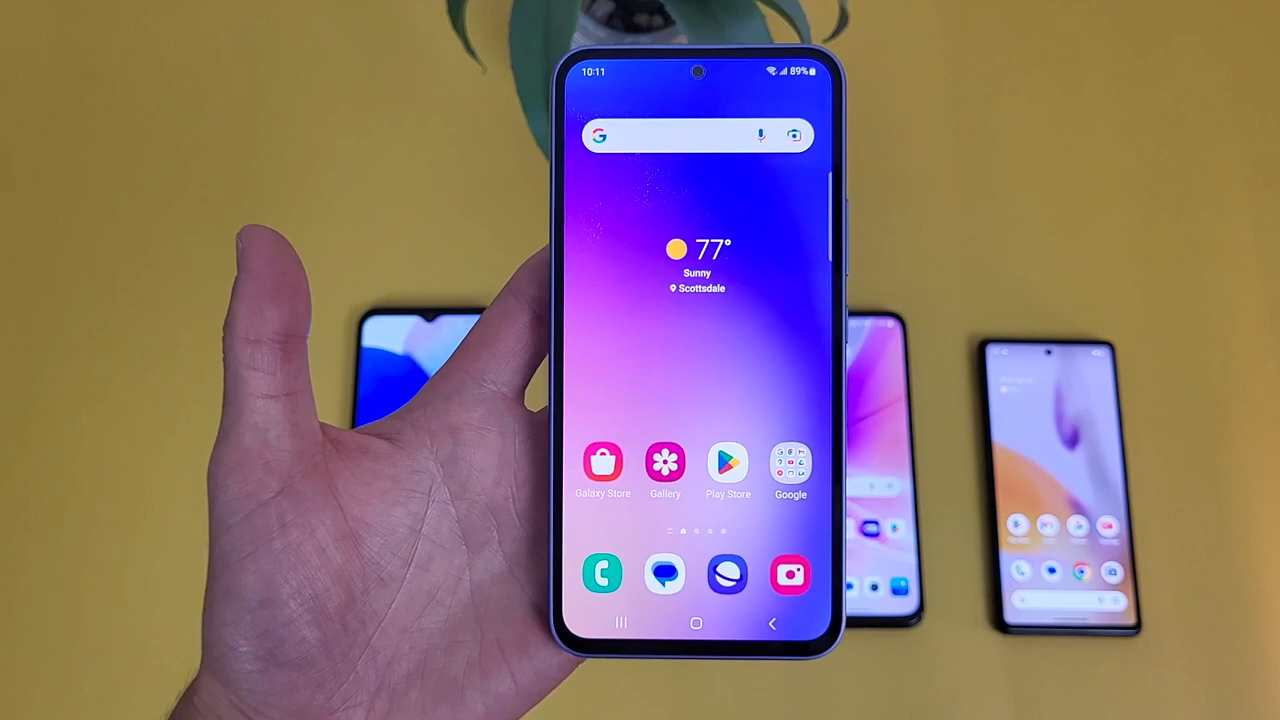 10:11
89%
G
77°
Sunny
Scottsdale
Galaxy Store
Gallery
Play Store
Google